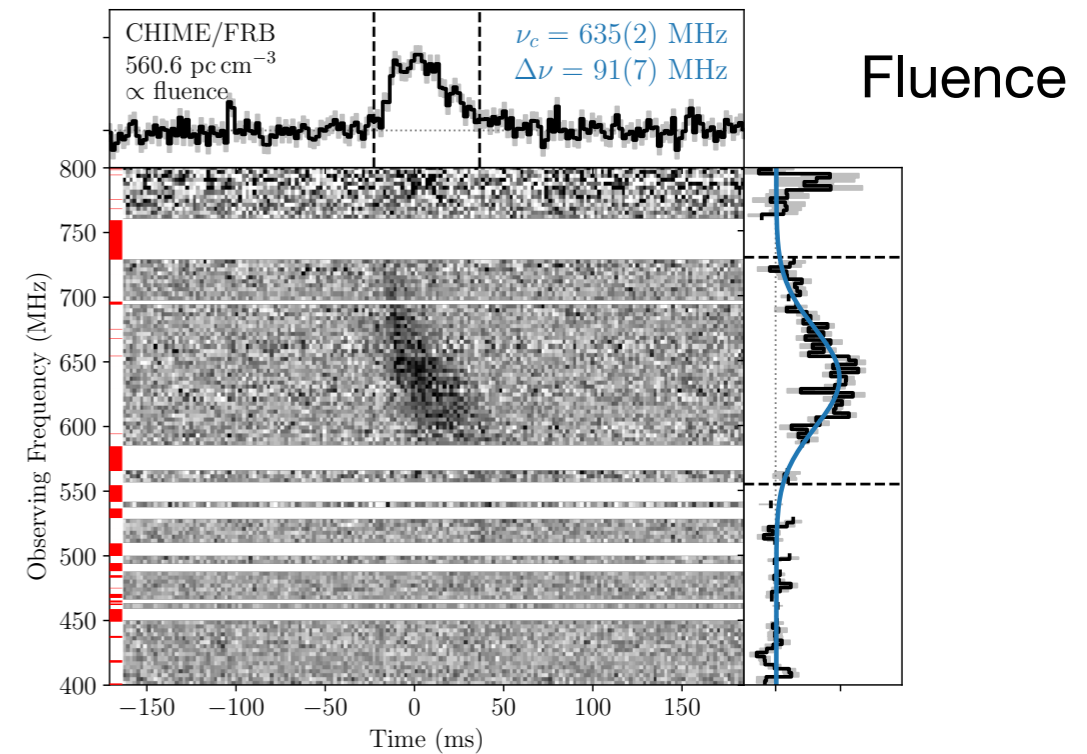 CHIME/FRB
560.6 pc cm⁻³
∝ fluence
ν_c = 635(2) MHz
Δν = 91(7) MHz
Fluence
800
750
700
650
600
550
500
450
400
Observing Frequency (MHz)
−150 −100 −50 0 50 100 150
Time (ms)